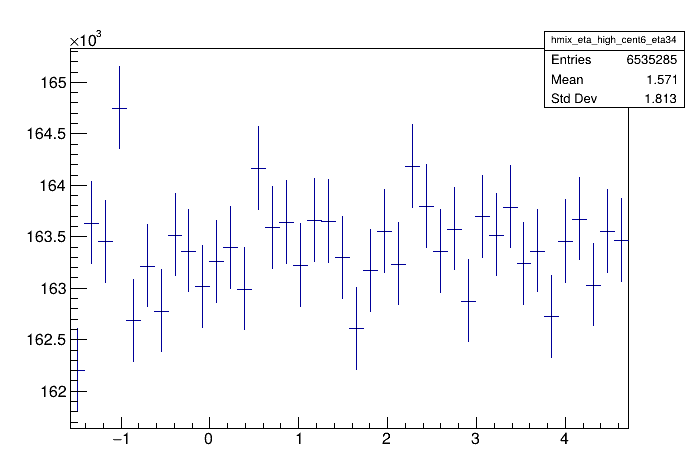 ×10³
hmix_eta_high_cent6_eta34
Entries 6535285
Mean 1.571
Std Dev 1.813
165
164.5
164
163.5
163
162.5
162
−1 0 1 2 3 4